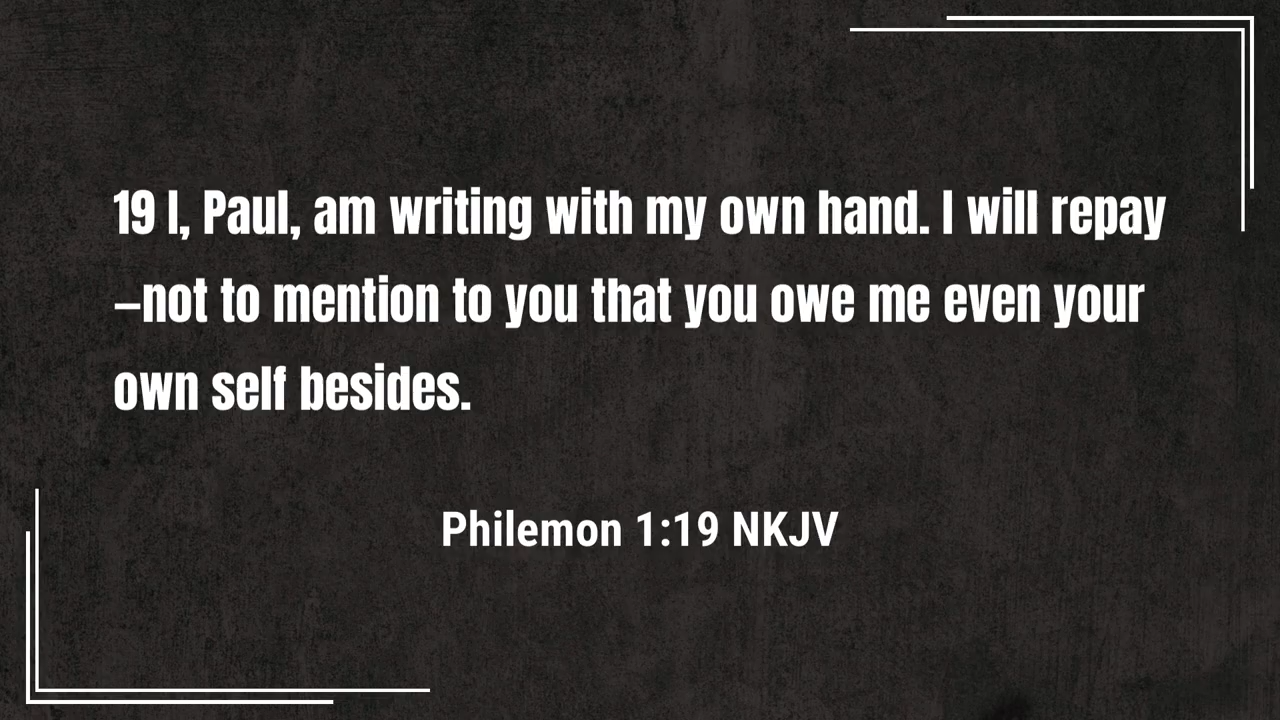 19 I, Paul, am writing with my own hand. I will repay
—not to mention to you that you owe me even your
own self besides.
Philemon 1:19 NKJV